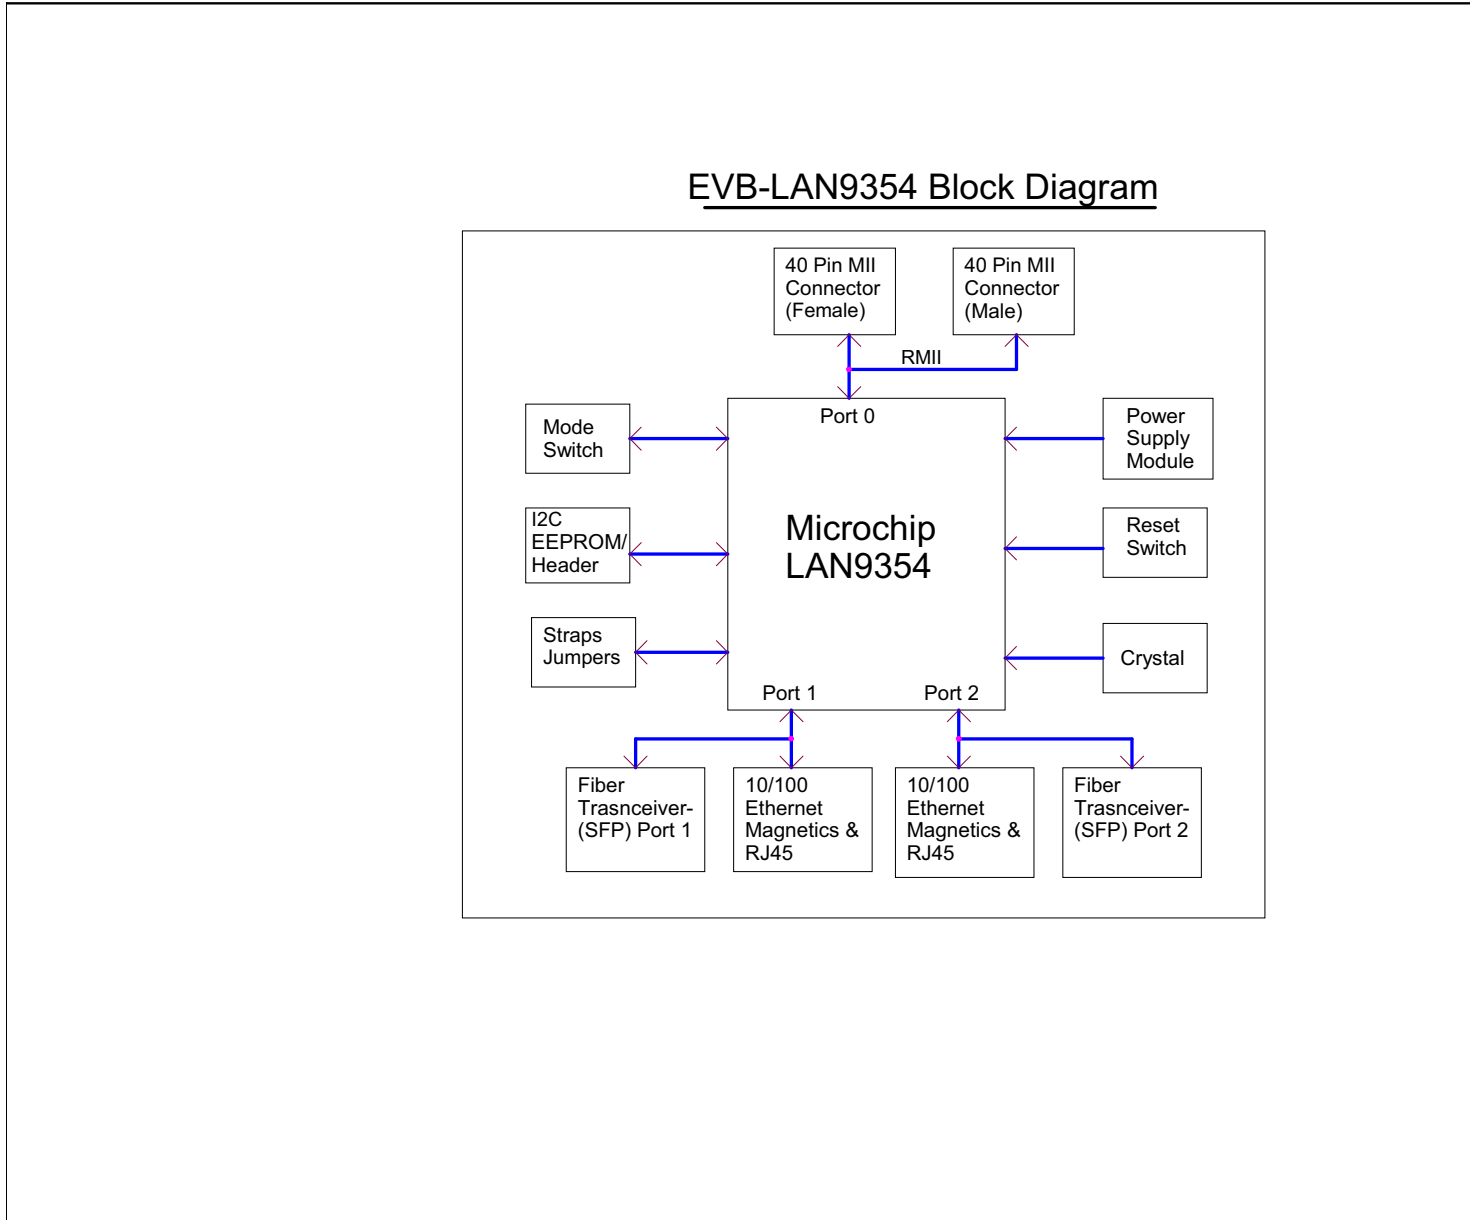 EVB-LAN9354 Block Diagram
40 Pin MII
Connector
(Female)
40 Pin MII
Connector
(Male)
RMII
Port 0
Mode
Switch
Power
Supply
Module
I2C
EEPROM/
Header
Microchip
LAN9354
Reset
Switch
Straps
Jumpers
Crystal
Port 1
Port 2
Fiber
Trasnceiver-
(SFP) Port 1
10/100
Ethernet
Magnetics &
RJ45
10/100
Ethernet
Magnetics &
RJ45
Fiber
Trasnceiver-
(SFP) Port 2